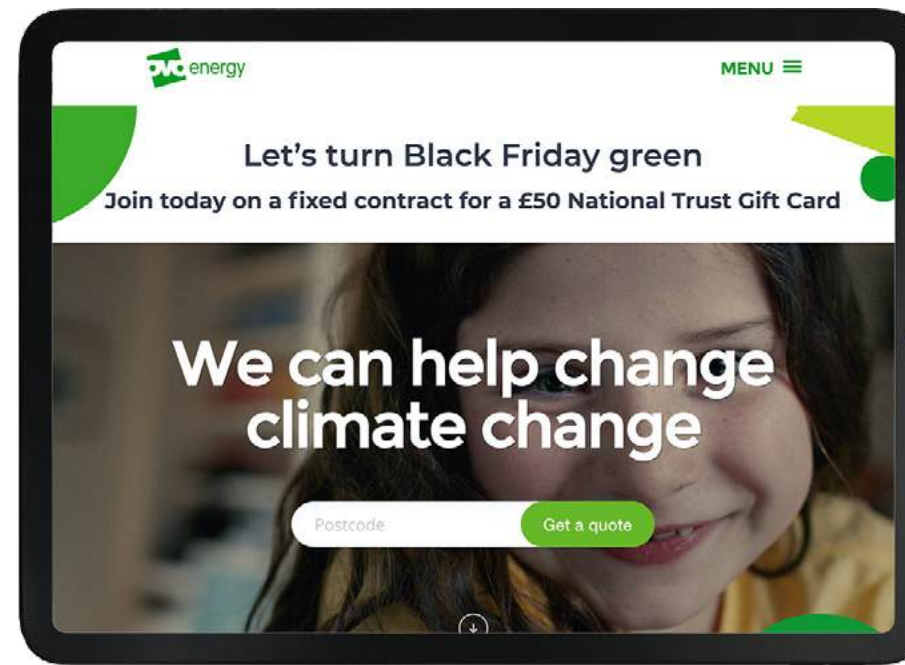 ovo energy
MENU
Let's turn Black Friday green
Join today on a fixed contract for a £50 National Trust Gift Card
We can help change
climate change
Postcode
Get a quote